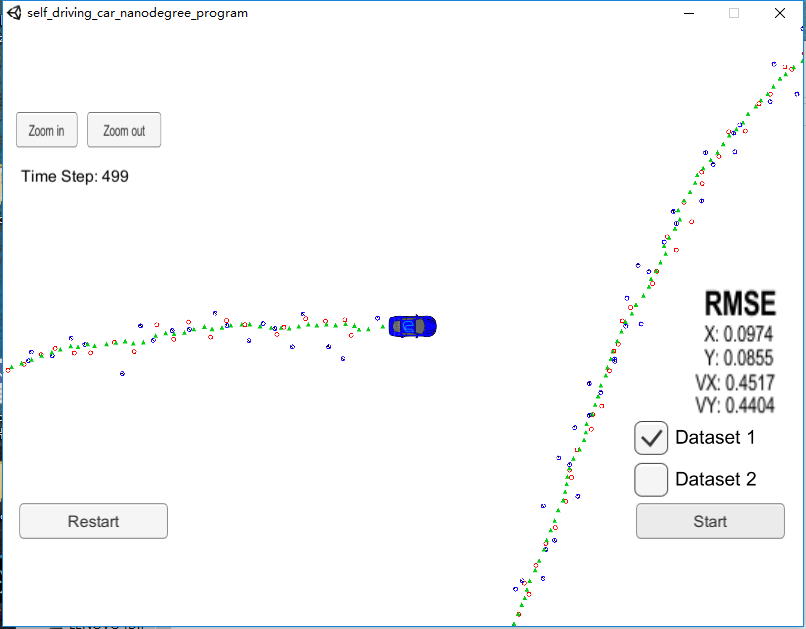 self_driving_car_nanodegree_program
Zoom in
Zoom out
Time Step: 499
RMSE
X: 0.0974
Y: 0.0855
VX: 0.4517
VY: 0.4404
Dataset 1
Dataset 2
Restart
Start